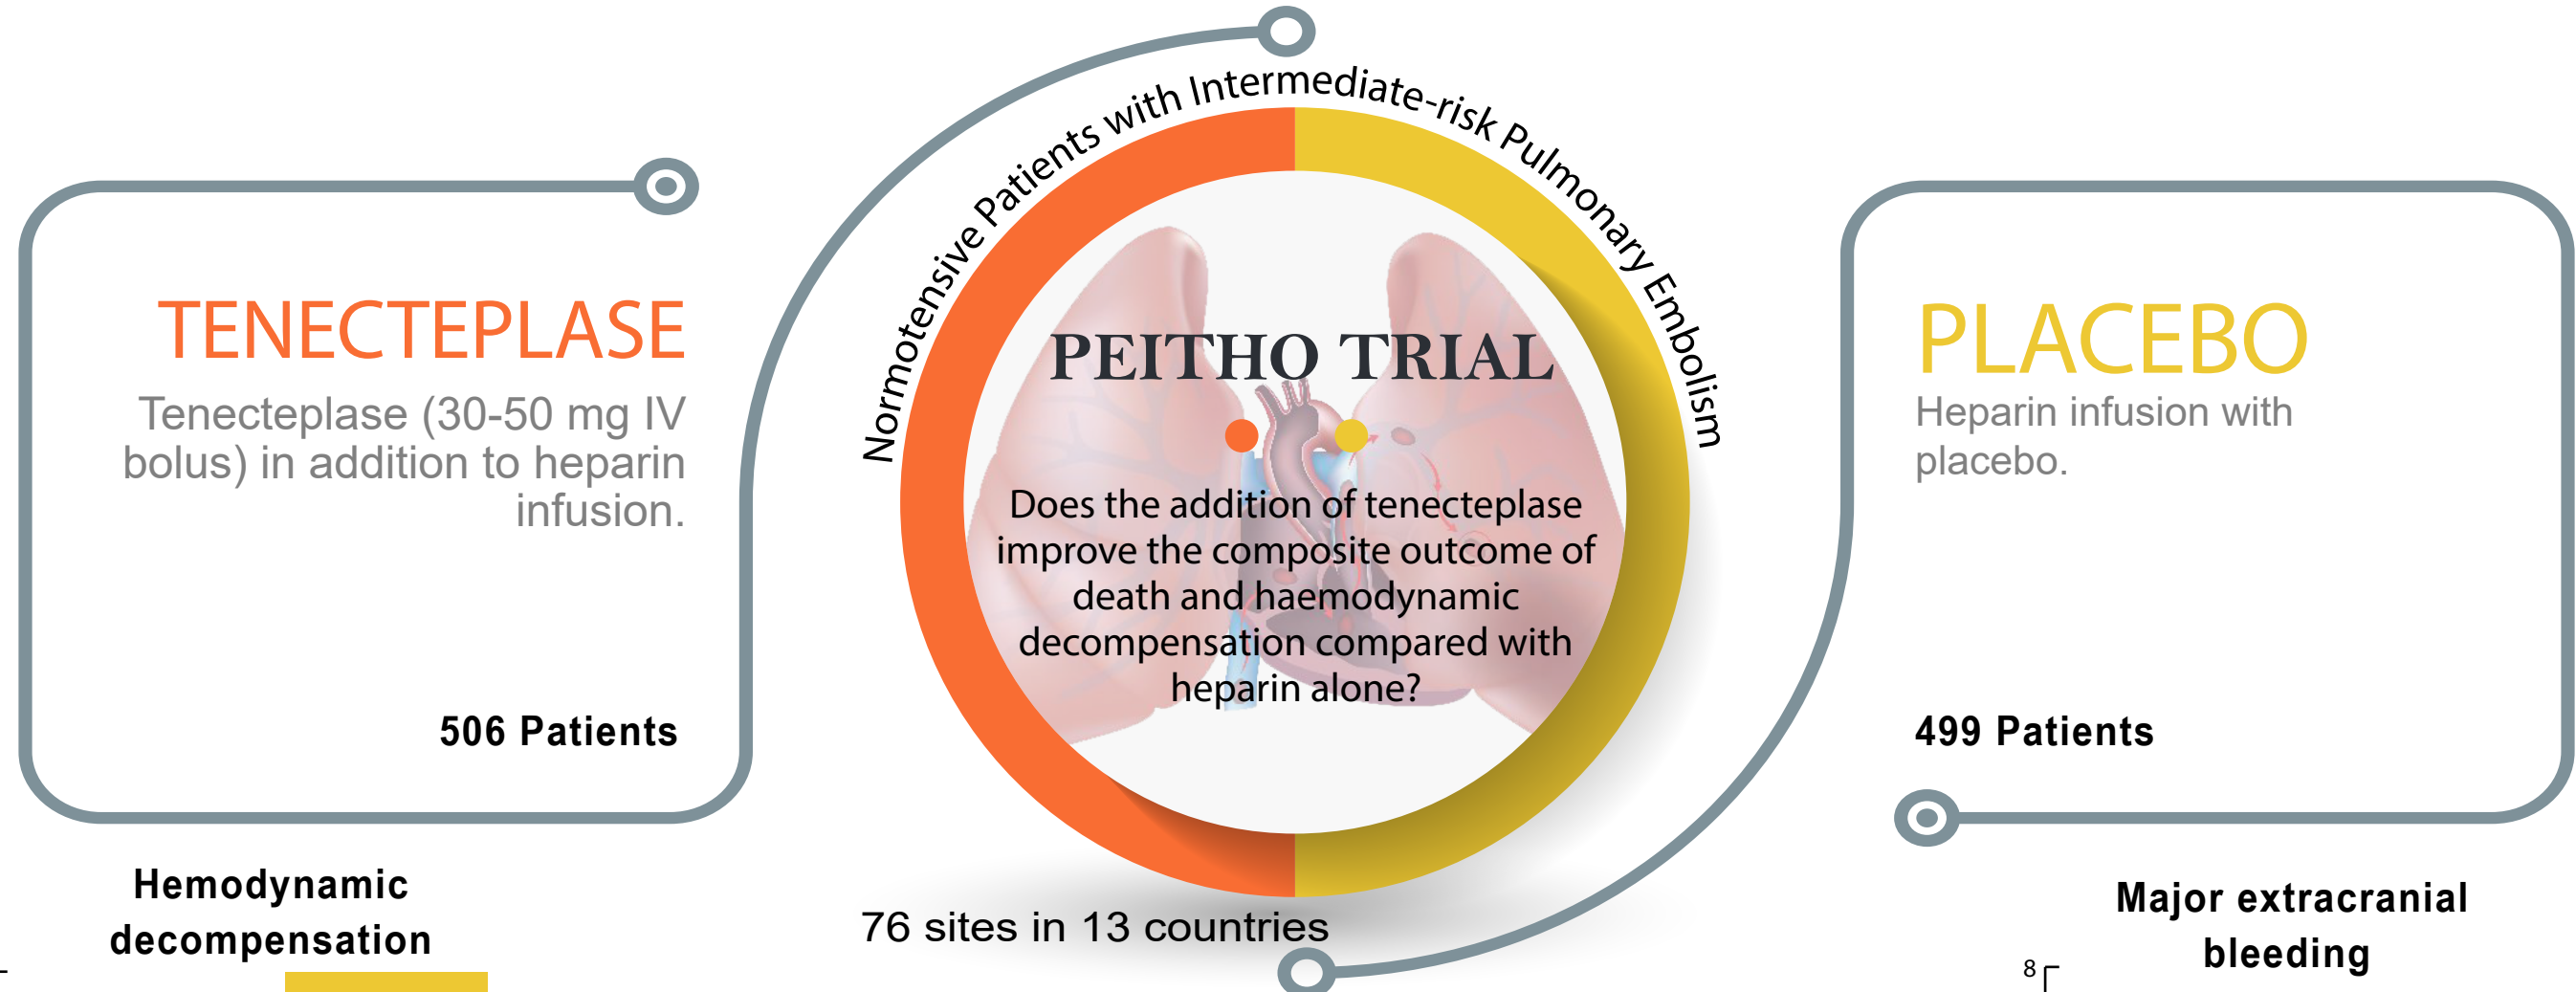 Normotensive Patients with Intermediate-risk Pulmonary Embolism
TENECTEPLASE
Tenecteplase (30-50 mg IV
bolus) in addition to heparin
infusion.
506 Patients
PEITHO TRIAL
Does the addition of tenecteplase
improve the composite outcome of
death and haemodynamic
decompensation compared with
heparin alone?
PLACEBO
Heparin infusion with
placebo.
499 Patients
76 sites in 13 countries
Hemodynamic
decompensation
Major extracranial
bleeding
8